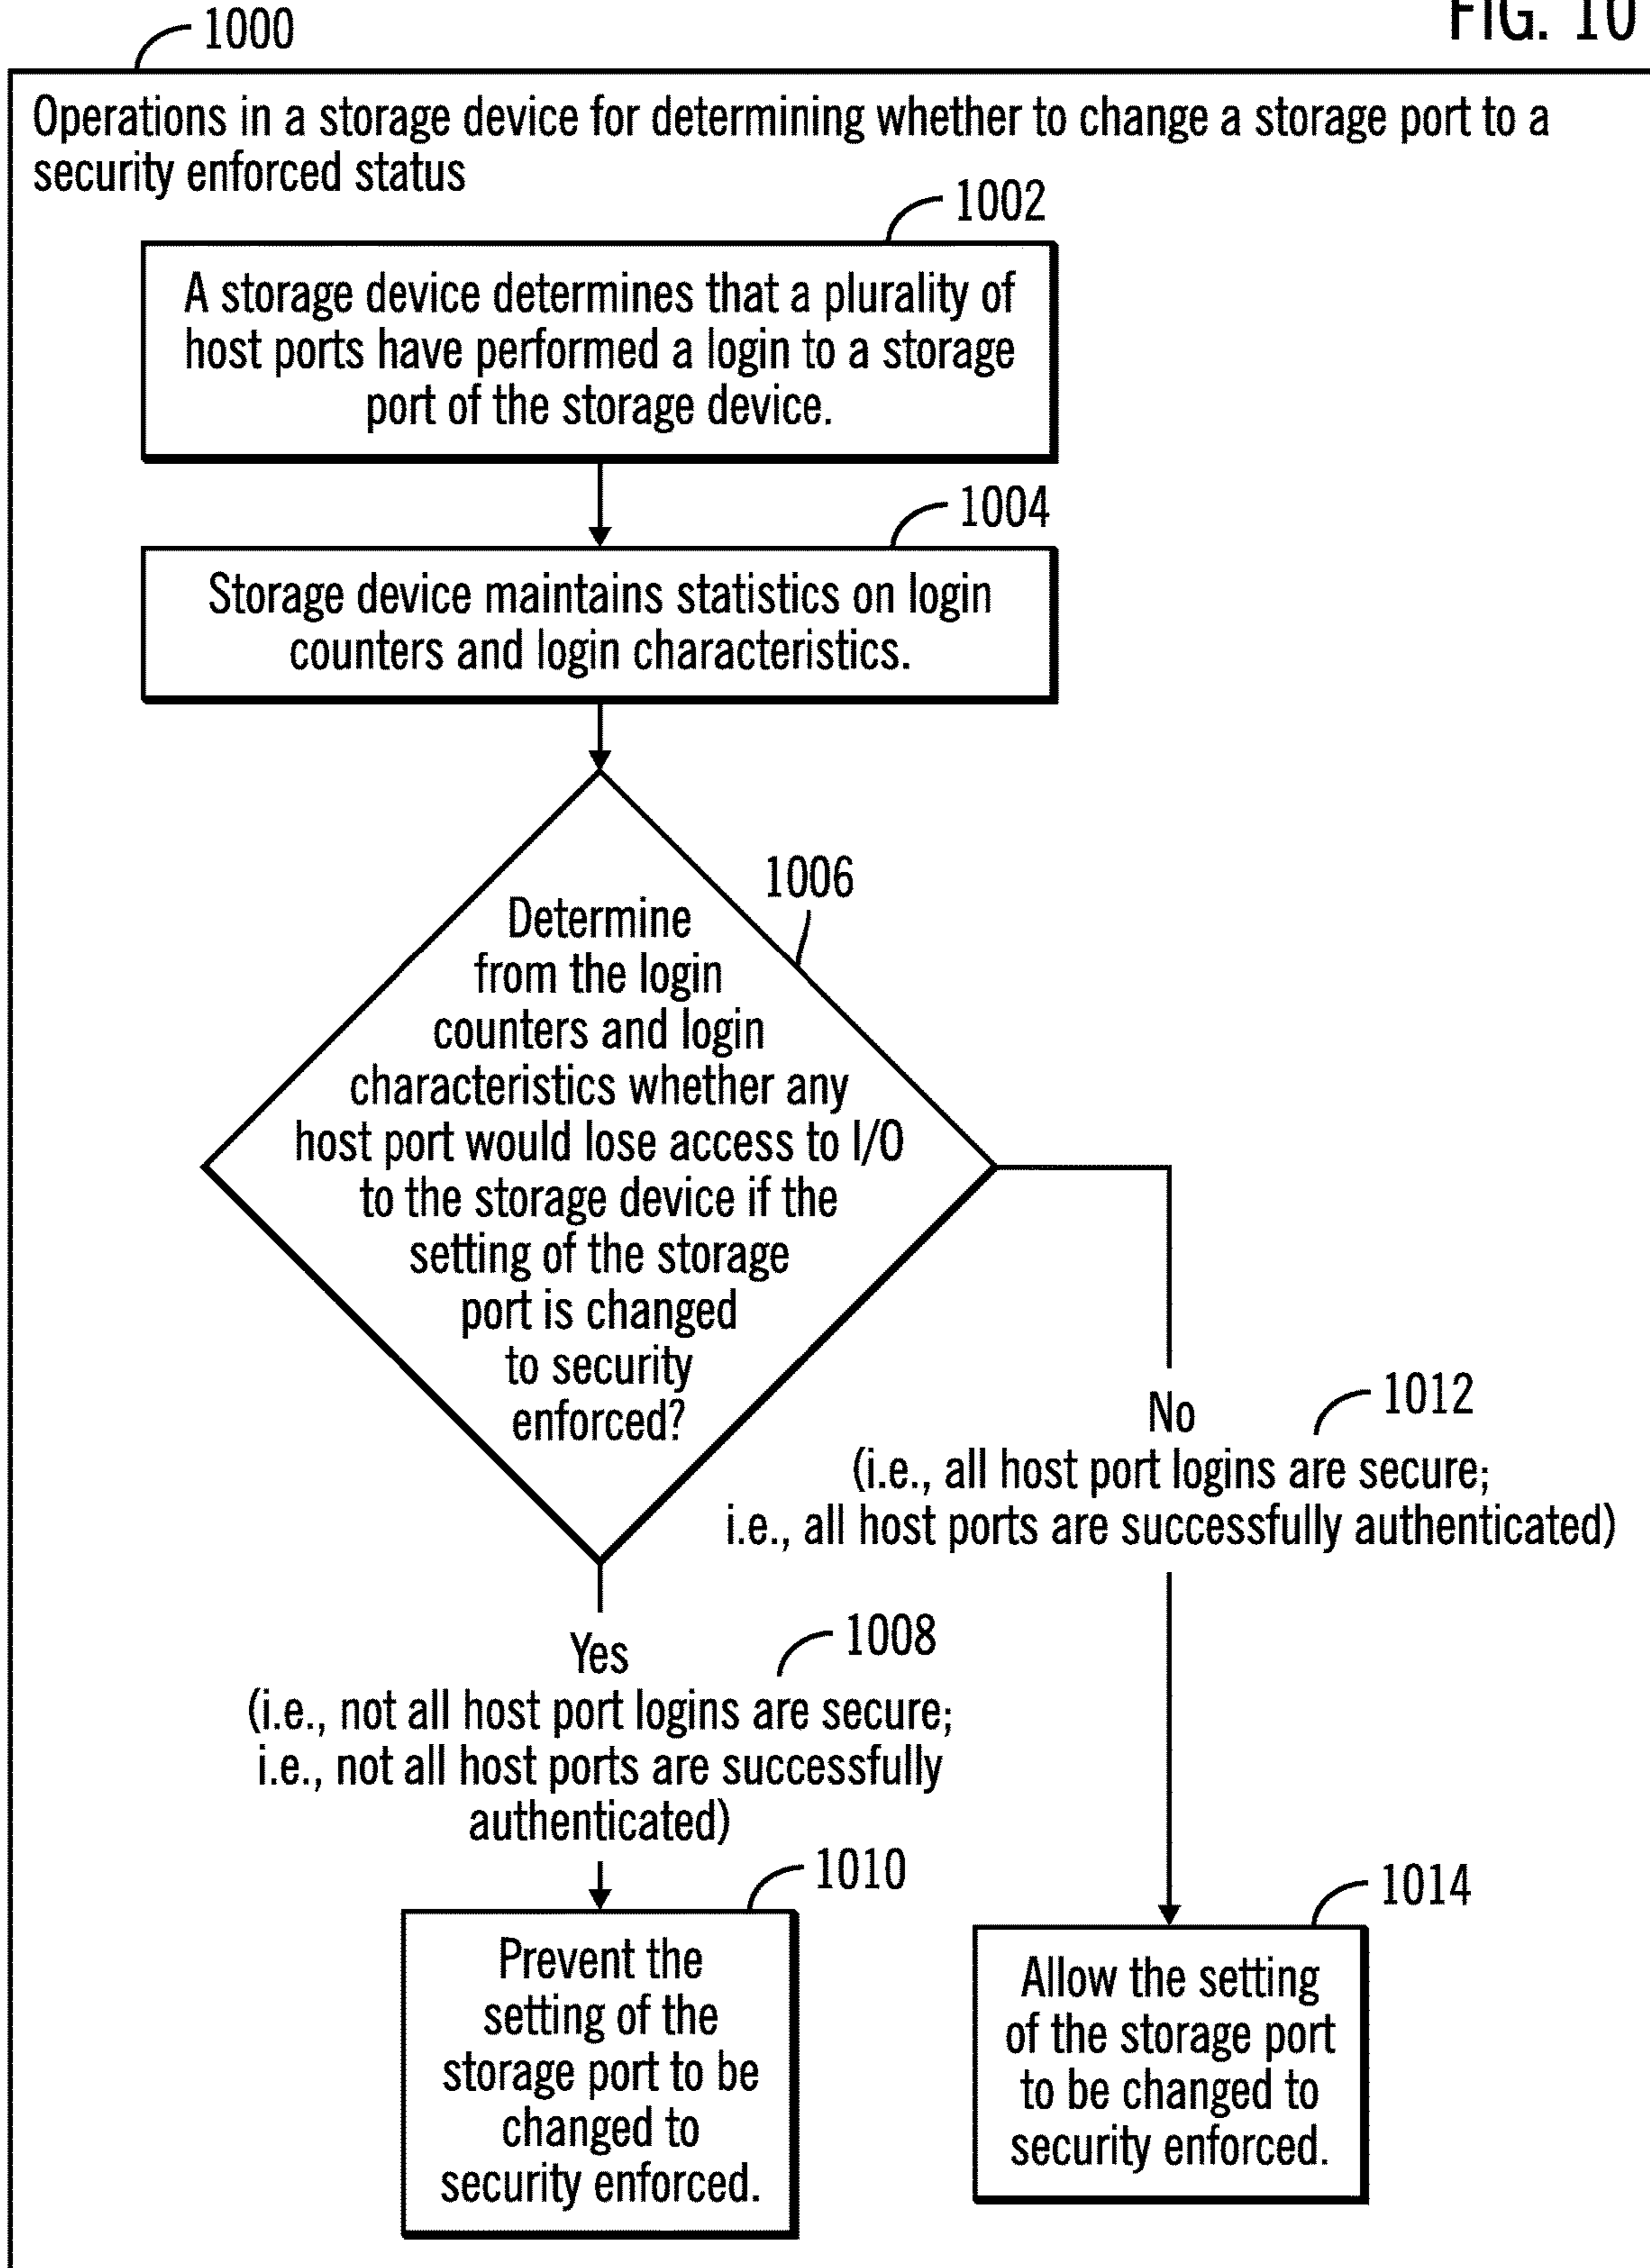 FIG. 10
1000
Operations in a storage device for determining whether to change a storage port to a
security enforced status
1002
A storage device determines that a plurality of
host ports have performed a login to a storage
port of the storage device.
1004
Storage device maintains statistics on login
counters and login characteristics.
1006
Determine
from the login
counters and login
characteristics whether any
host port would lose access to I/O
to the storage device if the
setting of the storage
port is changed
to security
enforced?
1012
No
(i.e., all host port logins are secure;
i.e., all host ports are successfully authenticated)
1008
Yes
(i.e., not all host port logins are secure;
i.e., not all host ports are successfully
authenticated)
1010
Prevent the
setting of the
storage port to be
changed to
security enforced.
1014
Allow the setting
of the storage port
to be changed to
security enforced.